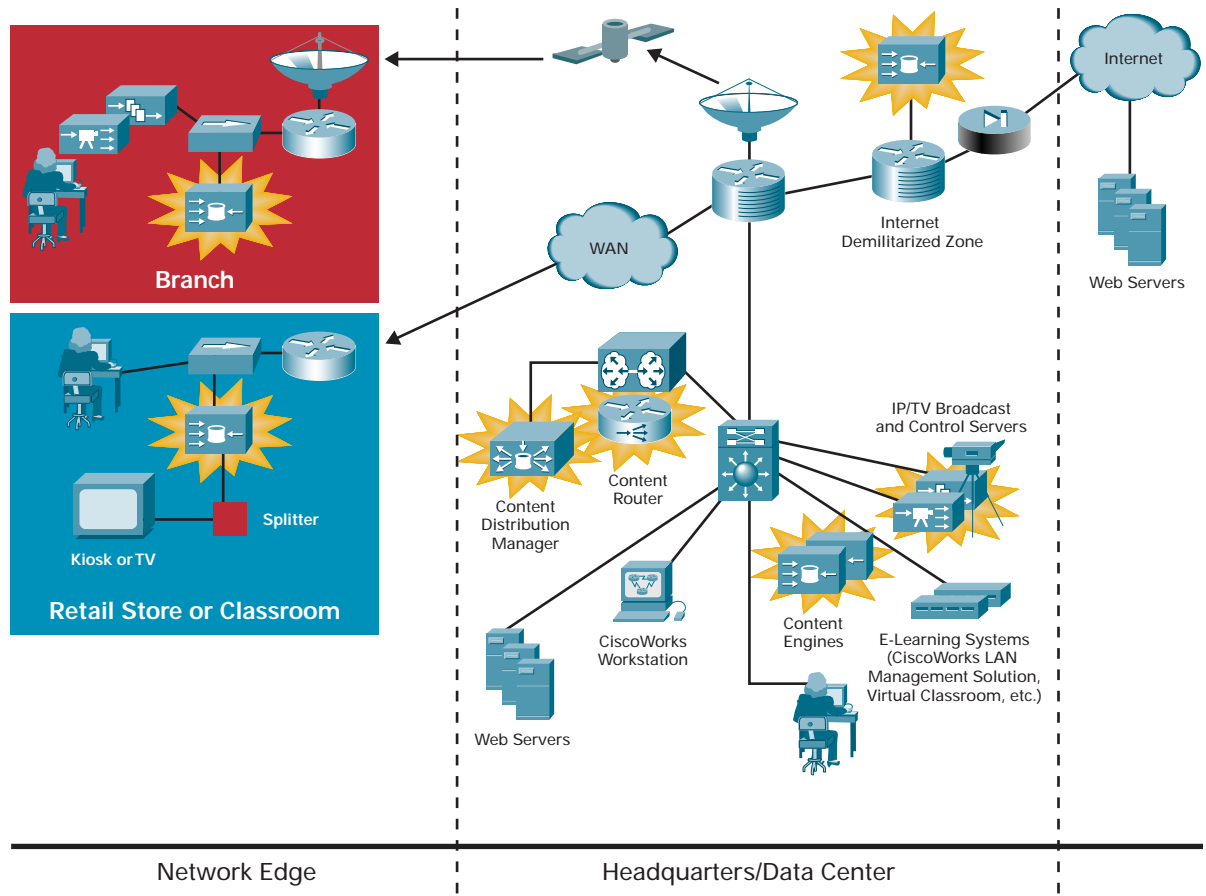 Branch
Splitter
Kiosk or TV
Retail Store or Classroom
WAN
Internet
Demilitarized Zone
Internet
Web Servers
IP/TV Broadcast
and Control Servers
Content
Router
Content
Distribution
Manager
CiscoWorks
Workstation
Content
Engines
E-Learning Systems
(CiscoWorks LAN
Management Solution,
Virtual Classroom, etc.)
Web Servers
Network Edge
Headquarters/Data Center